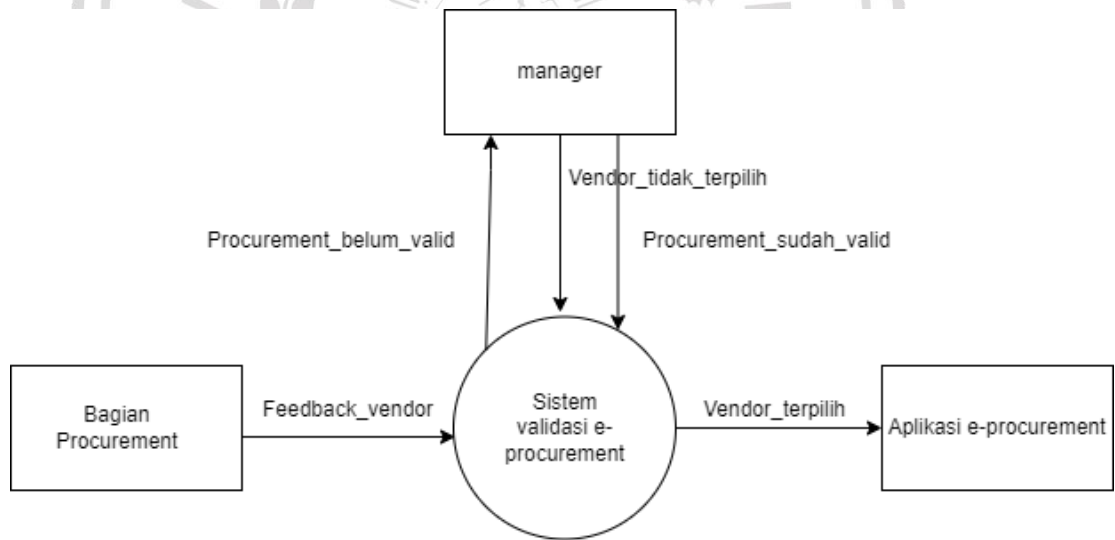 manager
Vendor_tidak_terpilih
Procurement_belum_valid
Procurement_sudah_valid
Bagian
Procurement
Feedback_vendor
Sistem
validasi e-
procurement
Vendor_terpilih
Aplikasi e-procurement